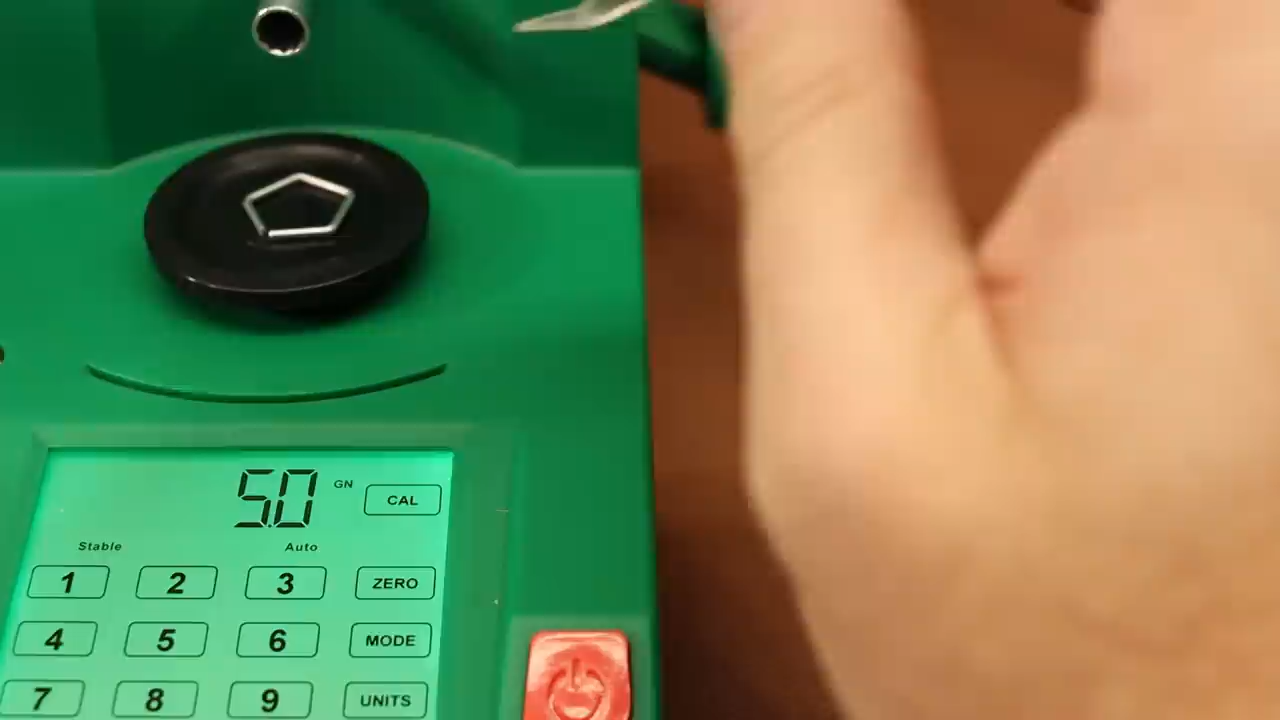 5.0 GN CAL
Stable Auto
1 2 3 ZERO
4 5 6 MODE
7 8 9 UNITS